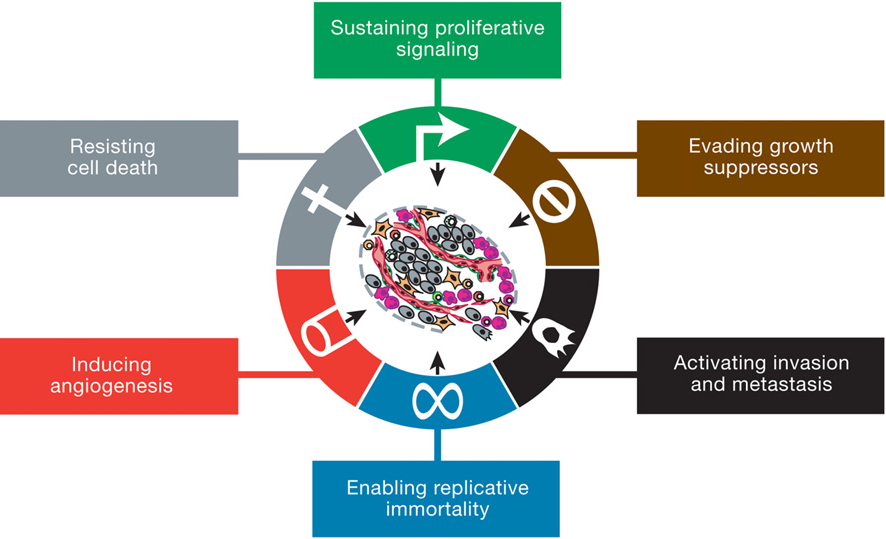 Sustaining proliferative
signaling
Resisting
cell death
Evading growth
suppressors
Inducing
angiogenesis
Activating invasion
and metastasis
Enabling replicative
immortality